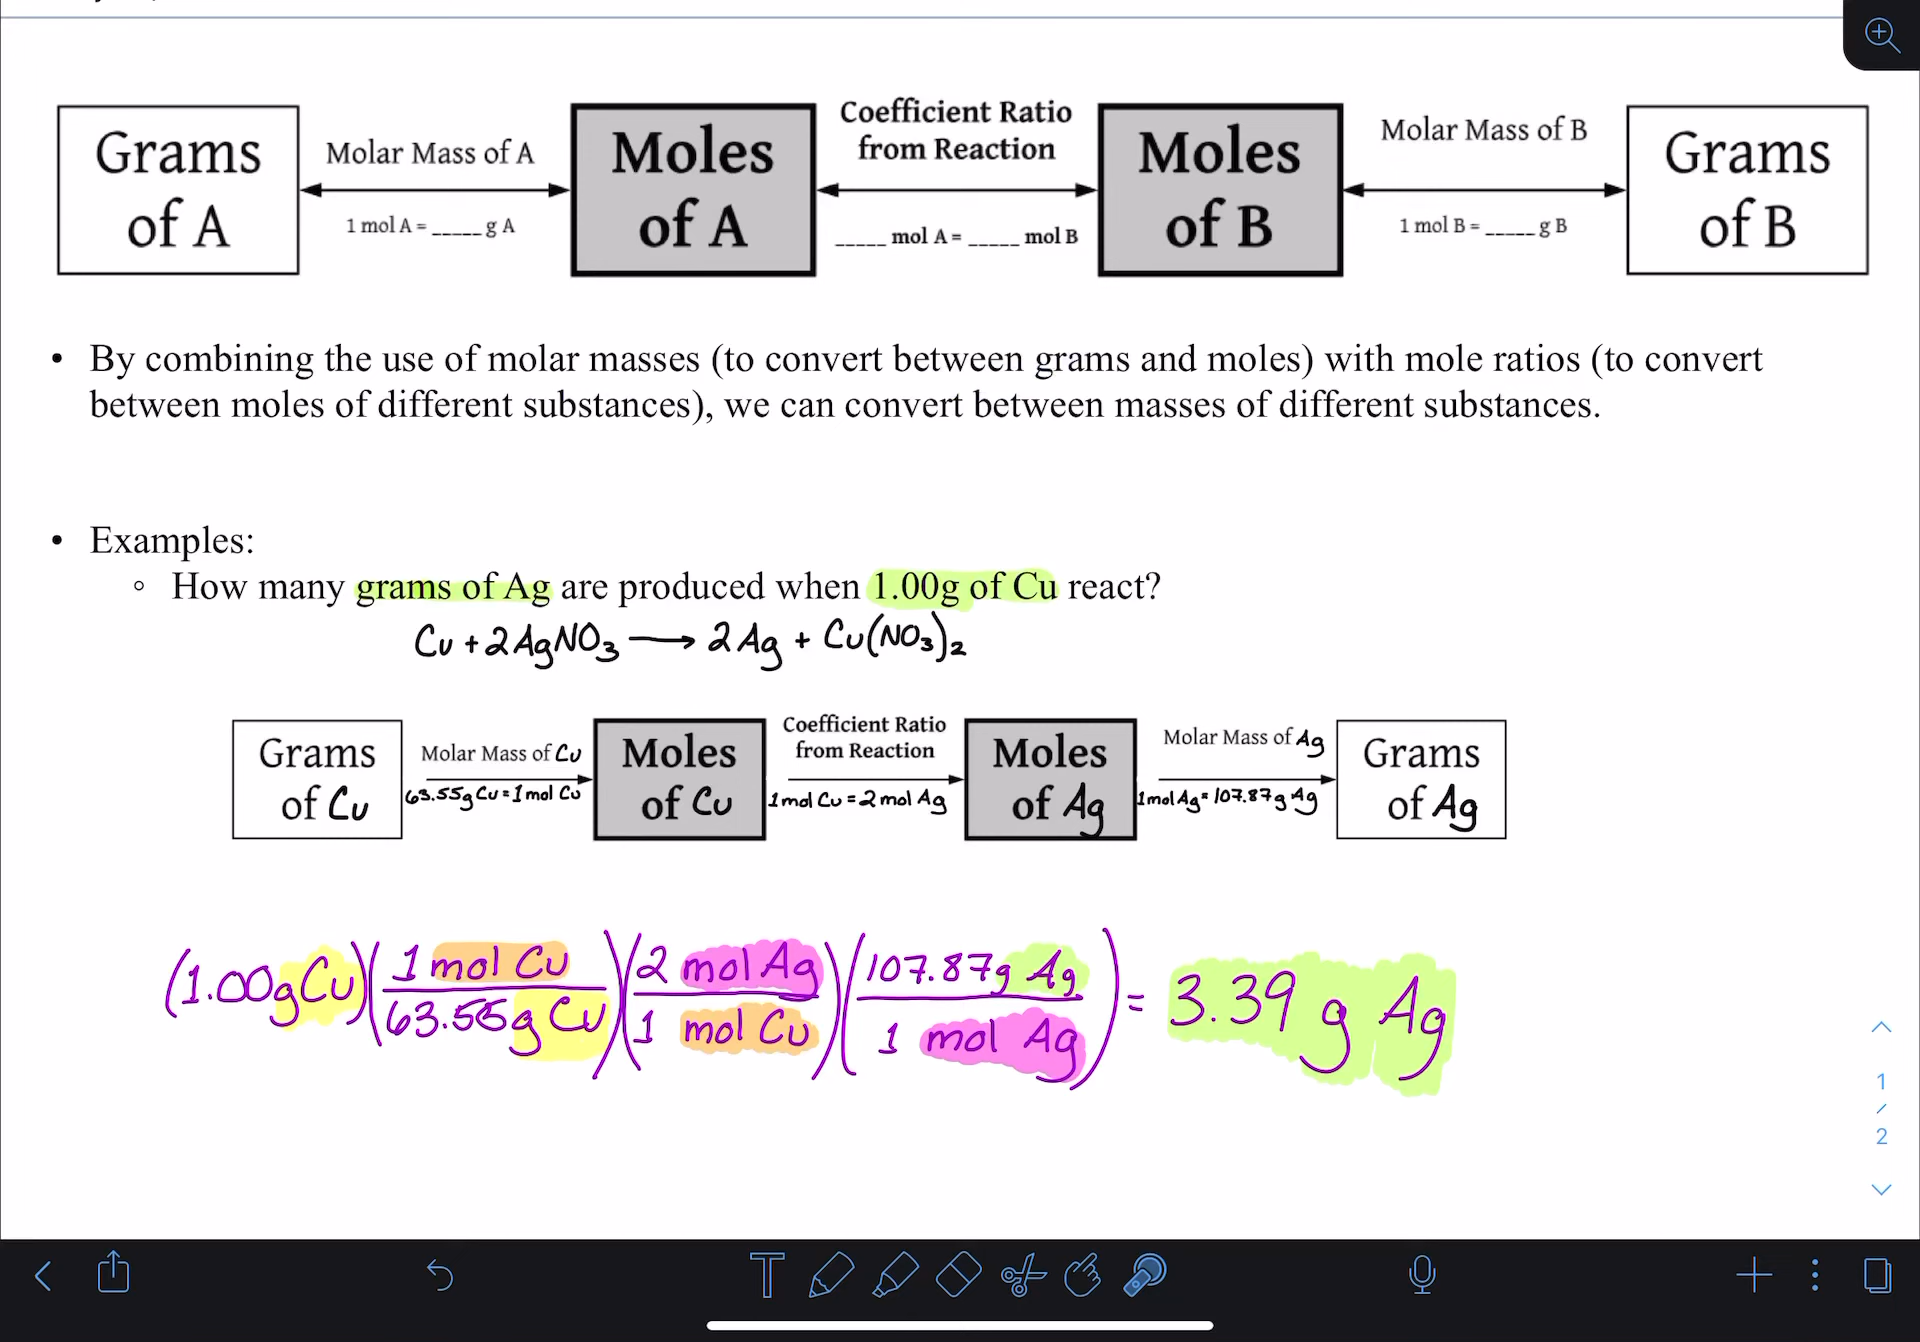 Grams of A
Molar Mass of A
1 mol A = _____ g A
Moles of A
Coefficient Ratio from Reaction
_____ mol A = _____ mol B
Moles of B
Molar Mass of B
1 mol B = _____ g B
Grams of B
• By combining the use of molar masses (to convert between grams and moles) with mole ratios (to convert
between moles of different substances), we can convert between masses of different substances.
• Examples:
◦ How many grams of Ag are produced when 1.00g of Cu react?
Cu + 2AgNO₃ ⟶ 2Ag + Cu(NO₃)₂
Grams of Cu
Molar Mass of Cu
63.55g Cu = 1 mol Cu
Moles of Cu
Coefficient Ratio from Reaction
1 mol Cu = 2 mol Ag
Moles of Ag
Molar Mass of Ag
1 mol Ag = 107.87g Ag
Grams of Ag
(1.00gCu)(1 mol Cu / 63.55g Cu)(2 mol Ag / 1 mol Cu)(107.87g Ag / 1 mol Ag) = 3.39 g Ag
1 / 2